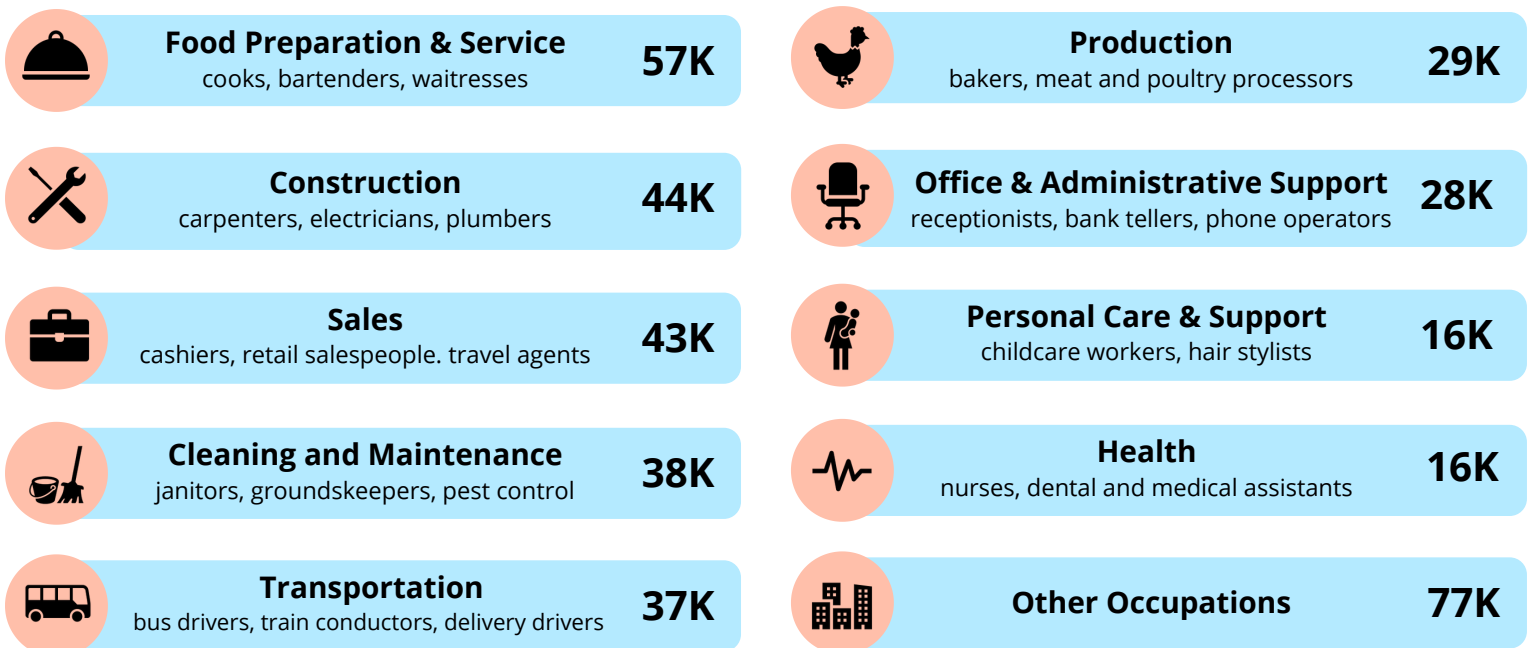 Food Preparation & Service
cooks, bartenders, waitresses
57K
Construction
carpenters, electricians, plumbers
44K
Sales
cashiers, retail salespeople. travel agents
43K
Cleaning and Maintenance
janitors, groundskeepers, pest control
38K
Transportation
bus drivers, train conductors, delivery drivers
37K
Production
bakers, meat and poultry processors
29K
Office & Administrative Support
receptionists, bank tellers, phone operators
28K
Personal Care & Support
childcare workers, hair stylists
16K
Health
nurses, dental and medical assistants
16K
Other Occupations
77K